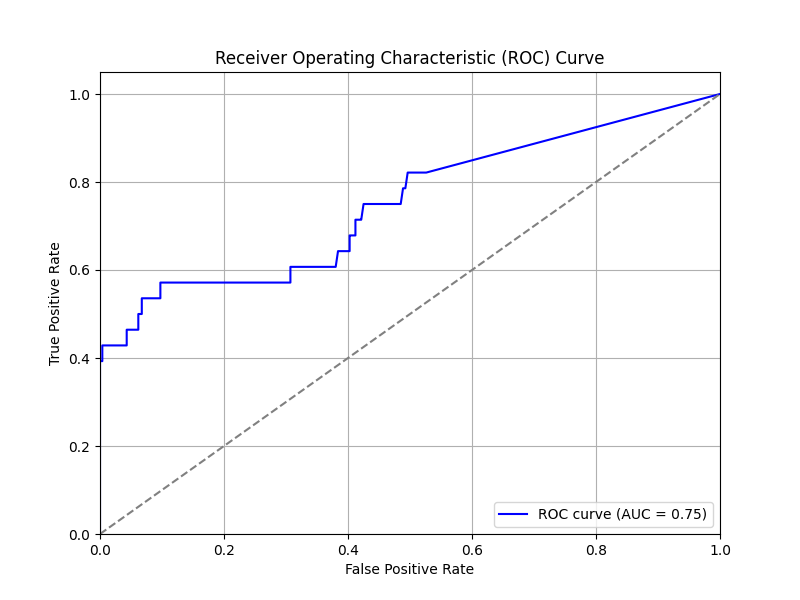 Receiver Operating Characteristic (ROC) Curve
1.0
0.8
0.6
0.4
0.2
0.0
True Positive Rate
0.0 0.2 0.4 0.6 0.8 1.0
False Positive Rate
ROC curve (AUC = 0.75)